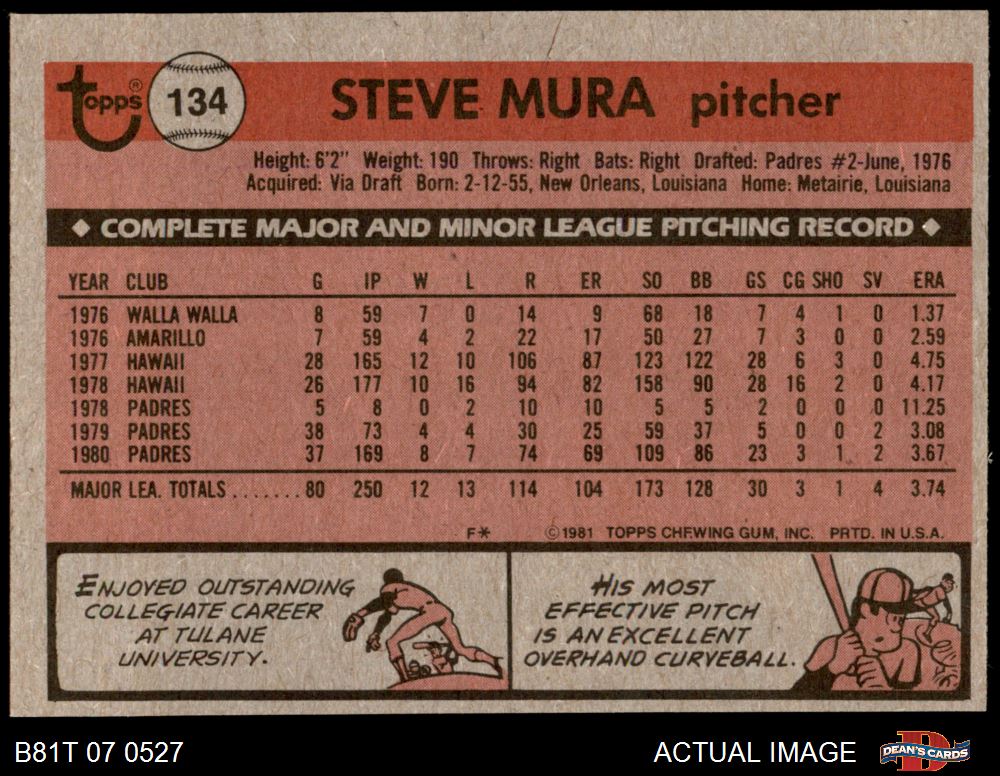 Topps® 134 STEVE MURA pitcher
Height: 6'2" Weight: 190 Throws: Right Bats: Right Drafted: Padres #2-June, 1976
Acquired: Via Draft Born: 2-12-55, New Orleans, Louisiana Home: Metairie, Louisiana
◆ COMPLETE MAJOR AND MINOR LEAGUE PITCHING RECORD ◆
YEAR CLUB G IP W L R ER SO BB GS CG SHO SV ERA
1976 WALLA WALLA 8 59 7 0 14 9 68 18 7 4 1 0 1.37
1976 AMARILLO 7 59 4 2 22 17 50 27 7 3 0 0 2.59
1977 HAWAII 28 165 12 10 106 87 123 122 28 6 3 0 4.75
1978 HAWAII 26 177 10 16 94 82 158 90 28 16 2 0 4.17
1978 PADRES 5 8 0 2 10 10 5 5 2 0 0 0 11.25
1979 PADRES 38 73 4 4 30 25 59 37 5 0 0 2 3.08
1980 PADRES 37 169 8 7 74 69 109 86 23 3 1 2 3.67
MAJOR LEA. TOTALS.......80 250 12 13 114 104 173 128 30 3 1 4 3.74
F* ©1981 TOPPS CHEWING GUM, INC. PRTD. IN U.S.A.
ENJOYED OUTSTANDING
COLLEGIATE CAREER
AT TULANE
UNIVERSITY.
HIS MOST
EFFECTIVE PITCH
IS AN EXCELLENT
OVERHAND CURVEBALL.
B81T 07 0527 ACTUAL IMAGE DEAN'S CARDS